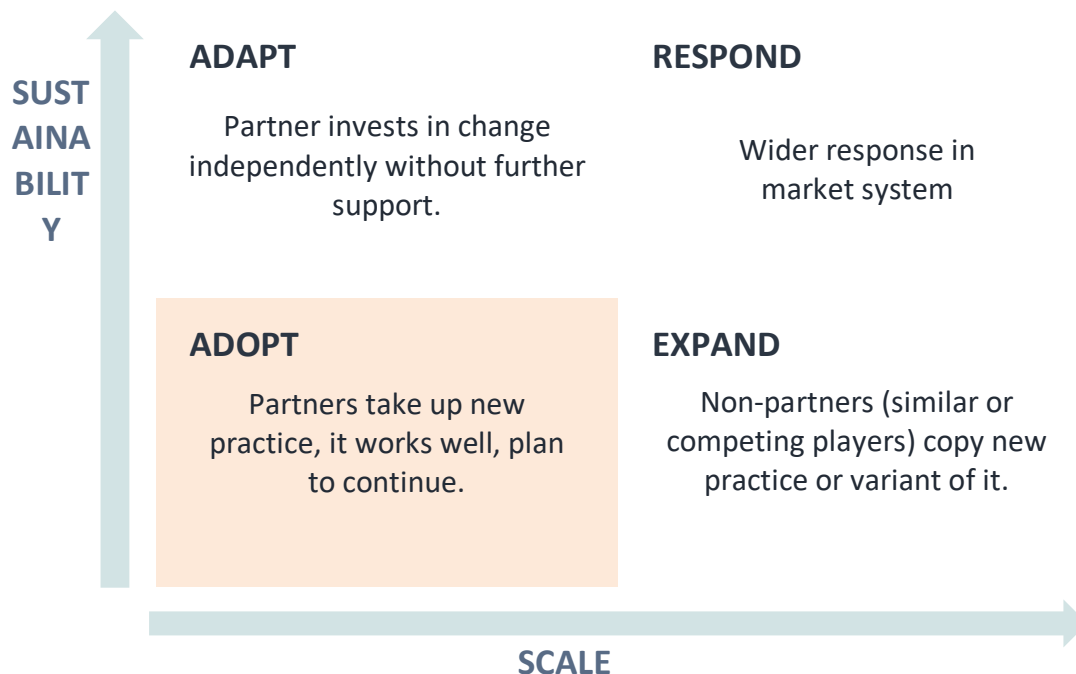 SUST
AINA
BILIT
Y
ADAPT
Partner invests in change
independently without further
support.
RESPOND
Wider response in
market system
ADOPT
Partners take up new
practice, it works well, plan
to continue.
EXPAND
Non-partners (similar or
competing players) copy new
practice or variant of it.
SCALE